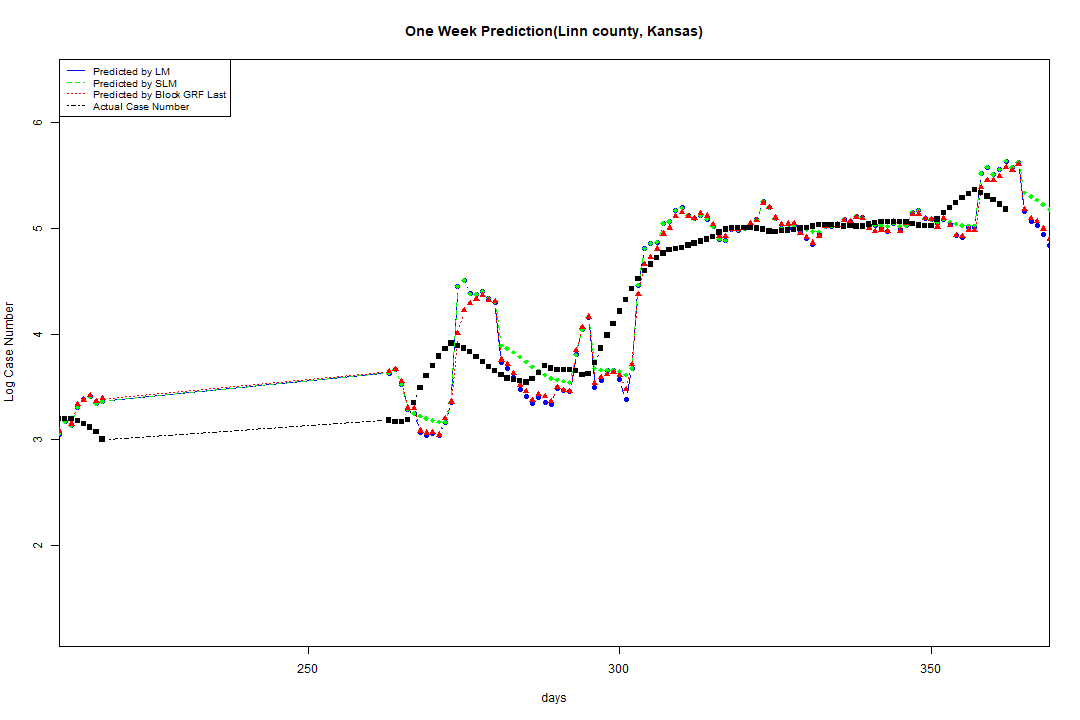 One Week Prediction(Linn county, Kansas)
Predicted by LM
Predicted by SLM
Predicted by Block GRF Last
Actual Case Number
6
5
4
3
2
Log Case Number
250
300
350
days